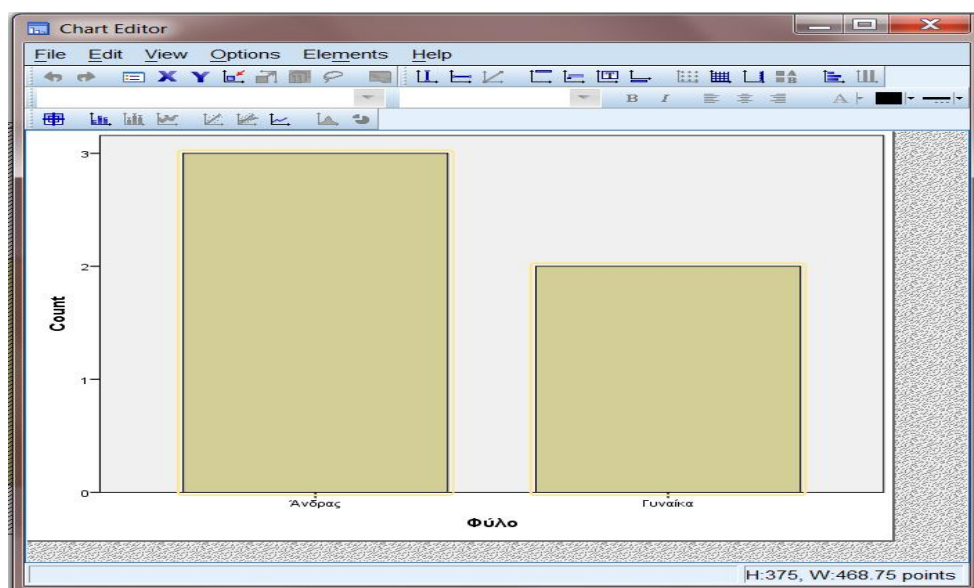 Chart Editor
File Edit View Options Elements Help
X Y
B I A
3
2
1
0
Count
Άνδρας Γυναίκα
Φύλο
H:375, W:468.75 points